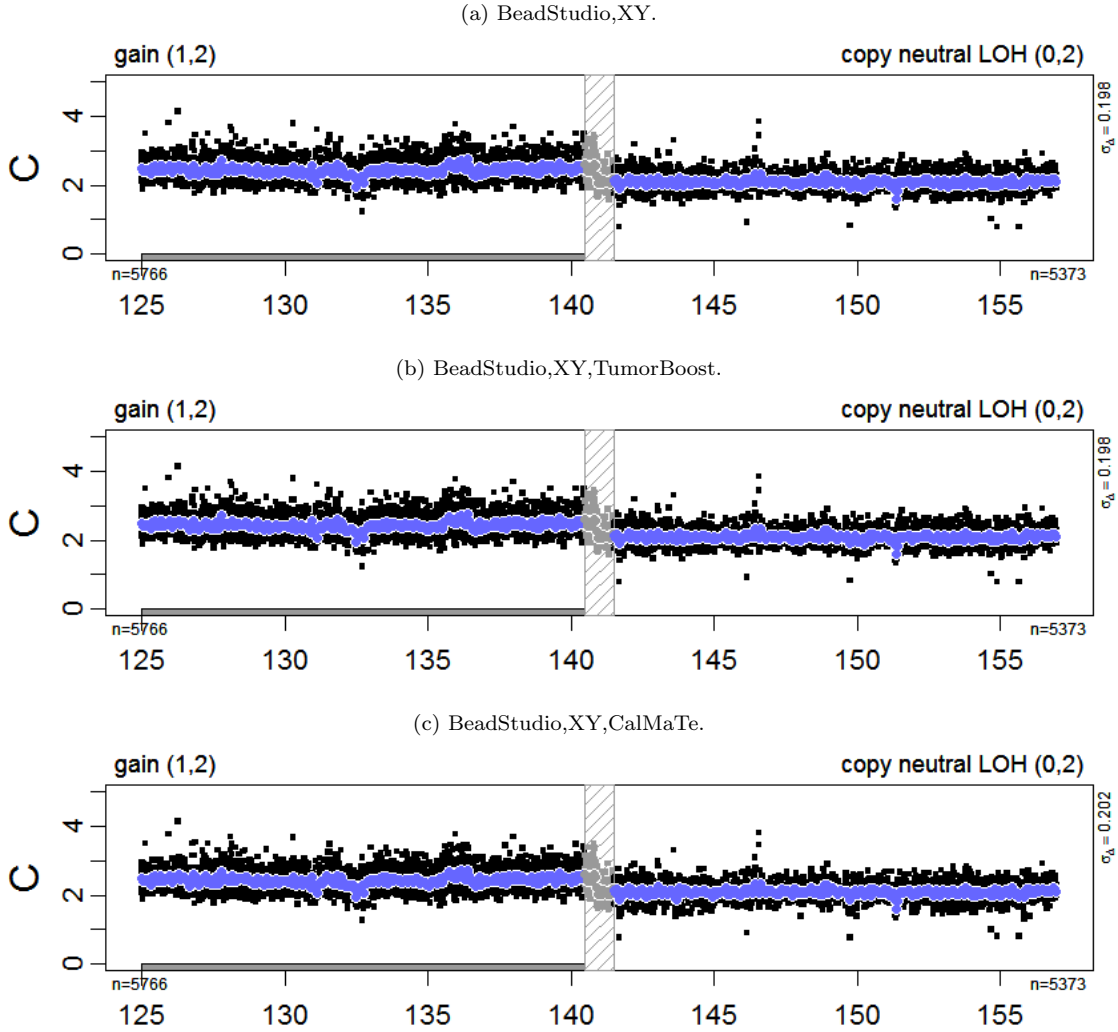 (a) BeadStudio,XY.
gain (1,2) copy neutral LOH (0,2)
C
4
2
0
σΔ = 0.198
n=5766 n=5373
125 130 135 140 145 150 155
(b) BeadStudio,XY,TumorBoost.
gain (1,2) copy neutral LOH (0,2)
C
4
2
0
σΔ = 0.198
n=5766 n=5373
125 130 135 140 145 150 155
(c) BeadStudio,XY,CalMaTe.
gain (1,2) copy neutral LOH (0,2)
C
4
2
0
σΔ = 0.202
n=5766 n=5373
125 130 135 140 145 150 155